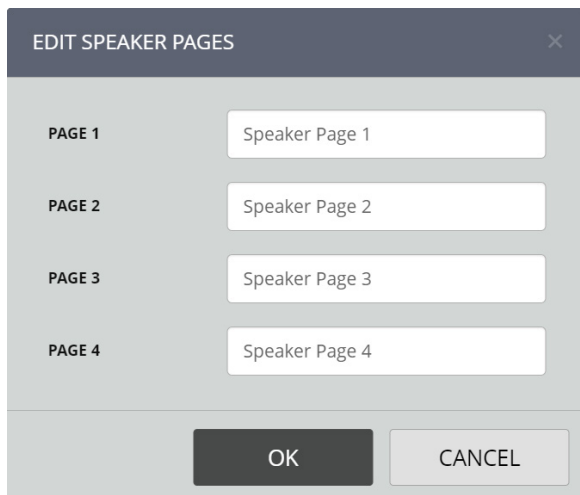 EDIT SPEAKER PAGES ×
PAGE 1 Speaker Page 1
PAGE 2 Speaker Page 2
PAGE 3 Speaker Page 3
PAGE 4 Speaker Page 4
OK CANCEL